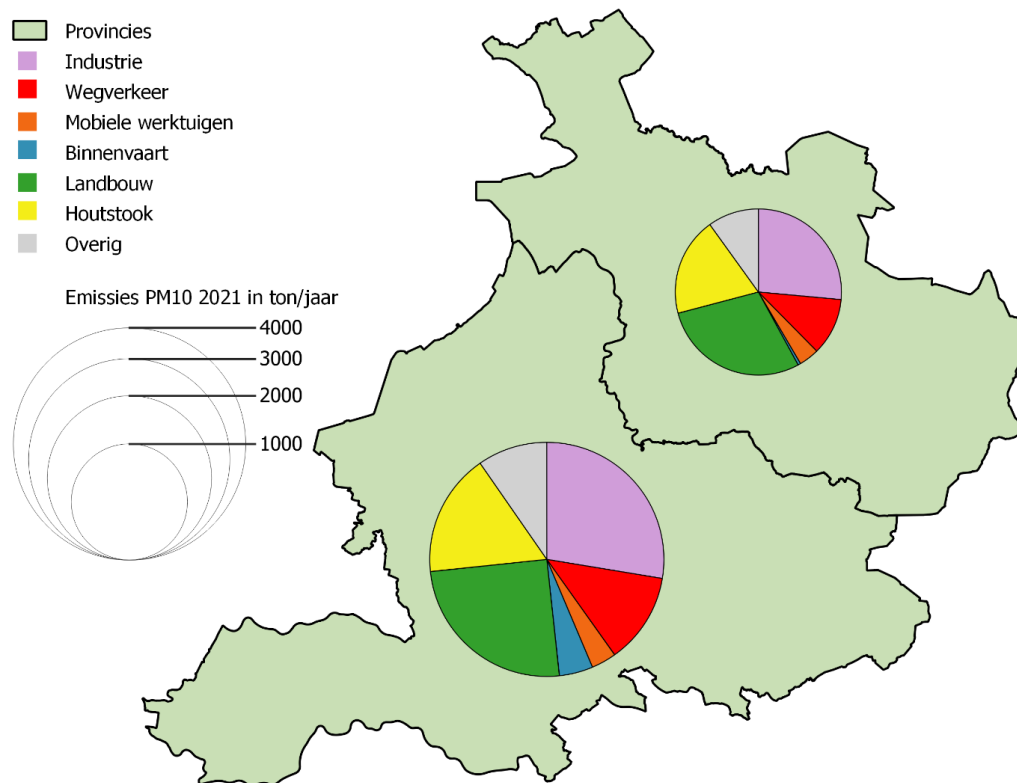 Provincies
Industrie
Wegverkeer
Mobiele werktuigen
Binnenvaart
Landbouw
Houtstook
Overig
Emissies PM10 2021 in ton/jaar
4000
3000
2000
1000